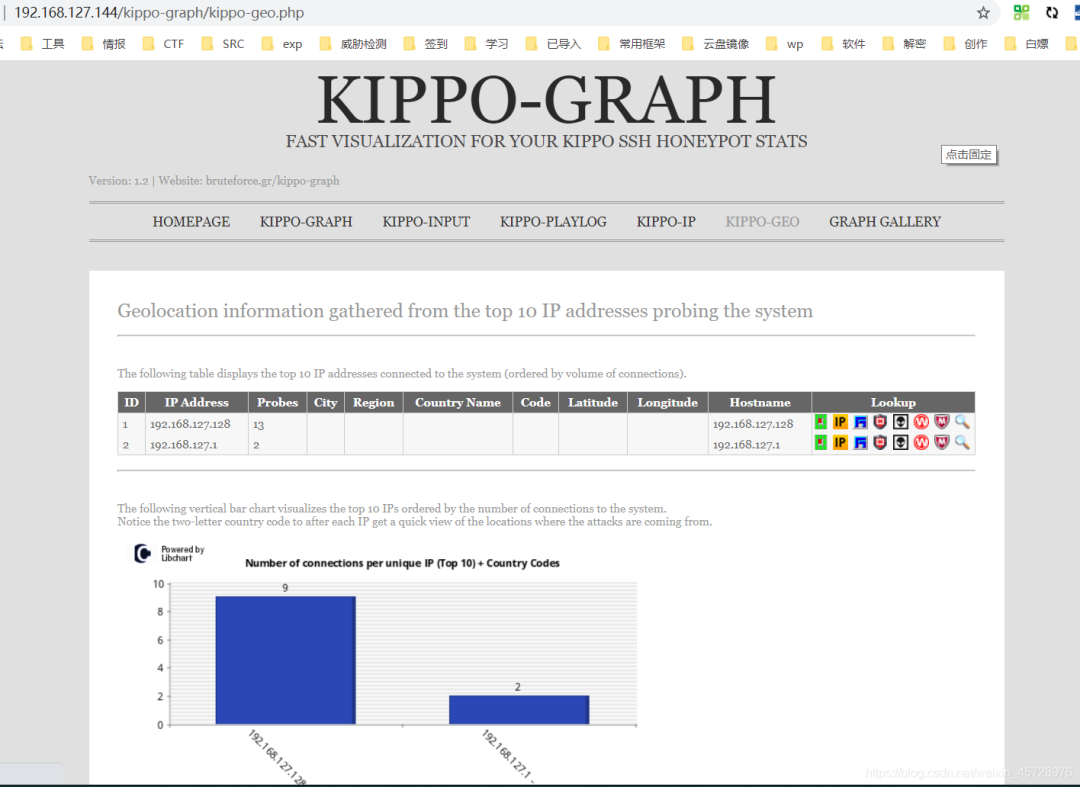 192.168.127.144/kippo-graph/kippo-geo.php
工具 情报 CTF SRC exp 威胁检测 签到 学习 已导入 常用框架 云盘镜像 wp 软件 解密 创作 白嫖
KIPPO-GRAPH
FAST VISUALIZATION FOR YOUR KIPPO SSH HONEYPOT STATS
点击固定
Version: 1.2 | Website: bruteforce.gr/kippo-graph
HOMEPAGE KIPPO-GRAPH KIPPO-INPUT KIPPO-PLAYLOG KIPPO-IP KIPPO-GEO GRAPH GALLERY
Geolocation information gathered from the top 10 IP addresses probing the system
The following table displays the top 10 IP addresses connected to the system (ordered by volume of connections).
ID IP Address Probes City Region Country Name Code Latitude Longitude Hostname Lookup
1 192.168.127.128 13 192.168.127.128 IP
2 192.168.127.1 2 192.168.127.1 IP
The following vertical bar chart visualizes the top 10 IPs ordered by the number of connections to the system.
Notice the two-letter country code to after each IP get a quick view of the locations where the attacks are coming from.
Powered by
Libchart
Number of connections per unique IP (Top 10) + Country Codes
10
9
8
6
4
2
2
0
192.168.127.128
192.168.127.1 -
https://blog.csdn.net/weixin_45728976